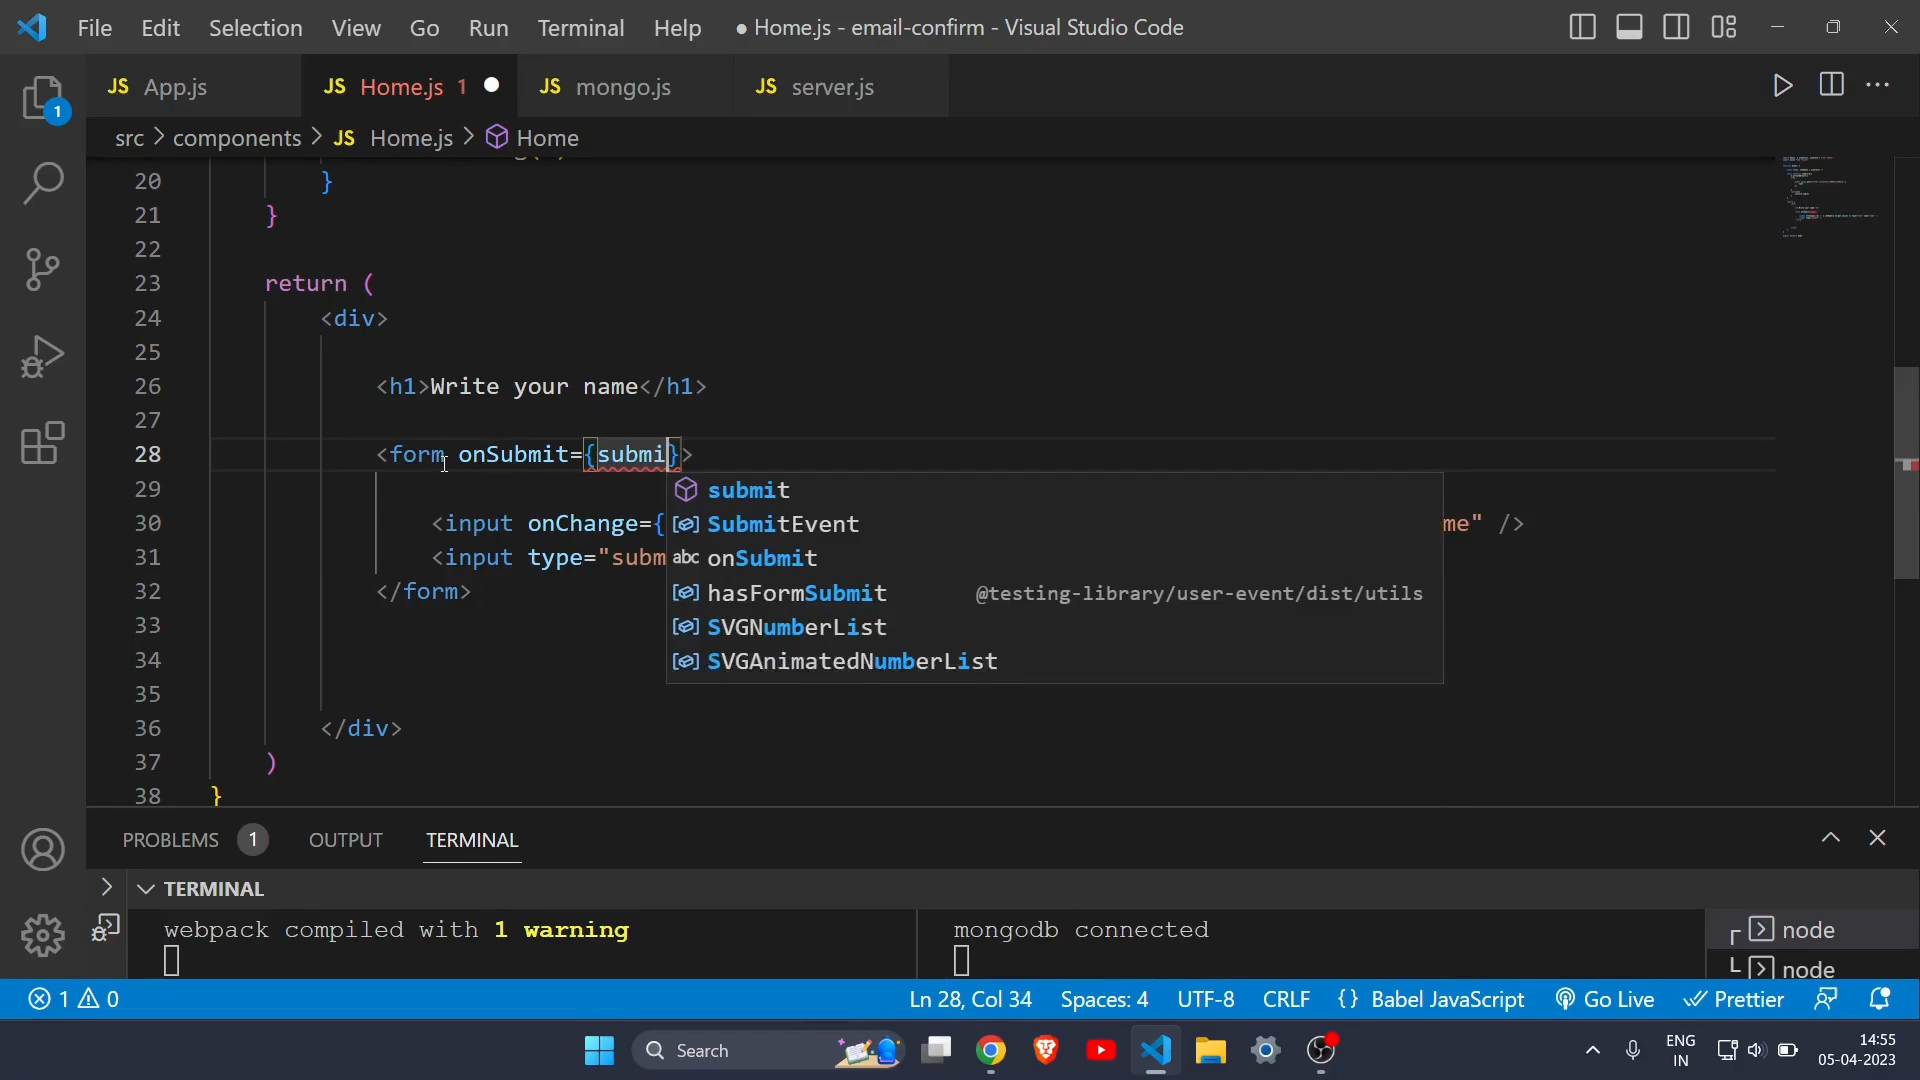 File Edit Selection View Go Run Terminal Help ● Home.js - email-confirm - Visual Studio Code
JS App.js JS Home.js 1 JS mongo.js JS server.js
1
src > components > JS Home.js > Home
20 }
21 }
22
23 return (
24 <div>
25
26 <h1>Write your name</h1>
27
28 <form onSubmit={submi}>
29 submit
30 <input onChange={ SubmitEvent me" />
31 <input type="subm abc onSubmit
32 </form> hasFormSubmit @testing-library/user-event/dist/utils
33 SVGNumberList
34 SVGAnimatedNumberList
35
36 </div>
37 )
38 }
PROBLEMS 1 OUTPUT TERMINAL
TERMINAL
webpack compiled with 1 warning mongodb connected node
node
1 0 Ln 28, Col 34 Spaces: 4 UTF-8 CRLF {} Babel JavaScript Go Live Prettier
Search ENG IN 14:55 05-04-2023